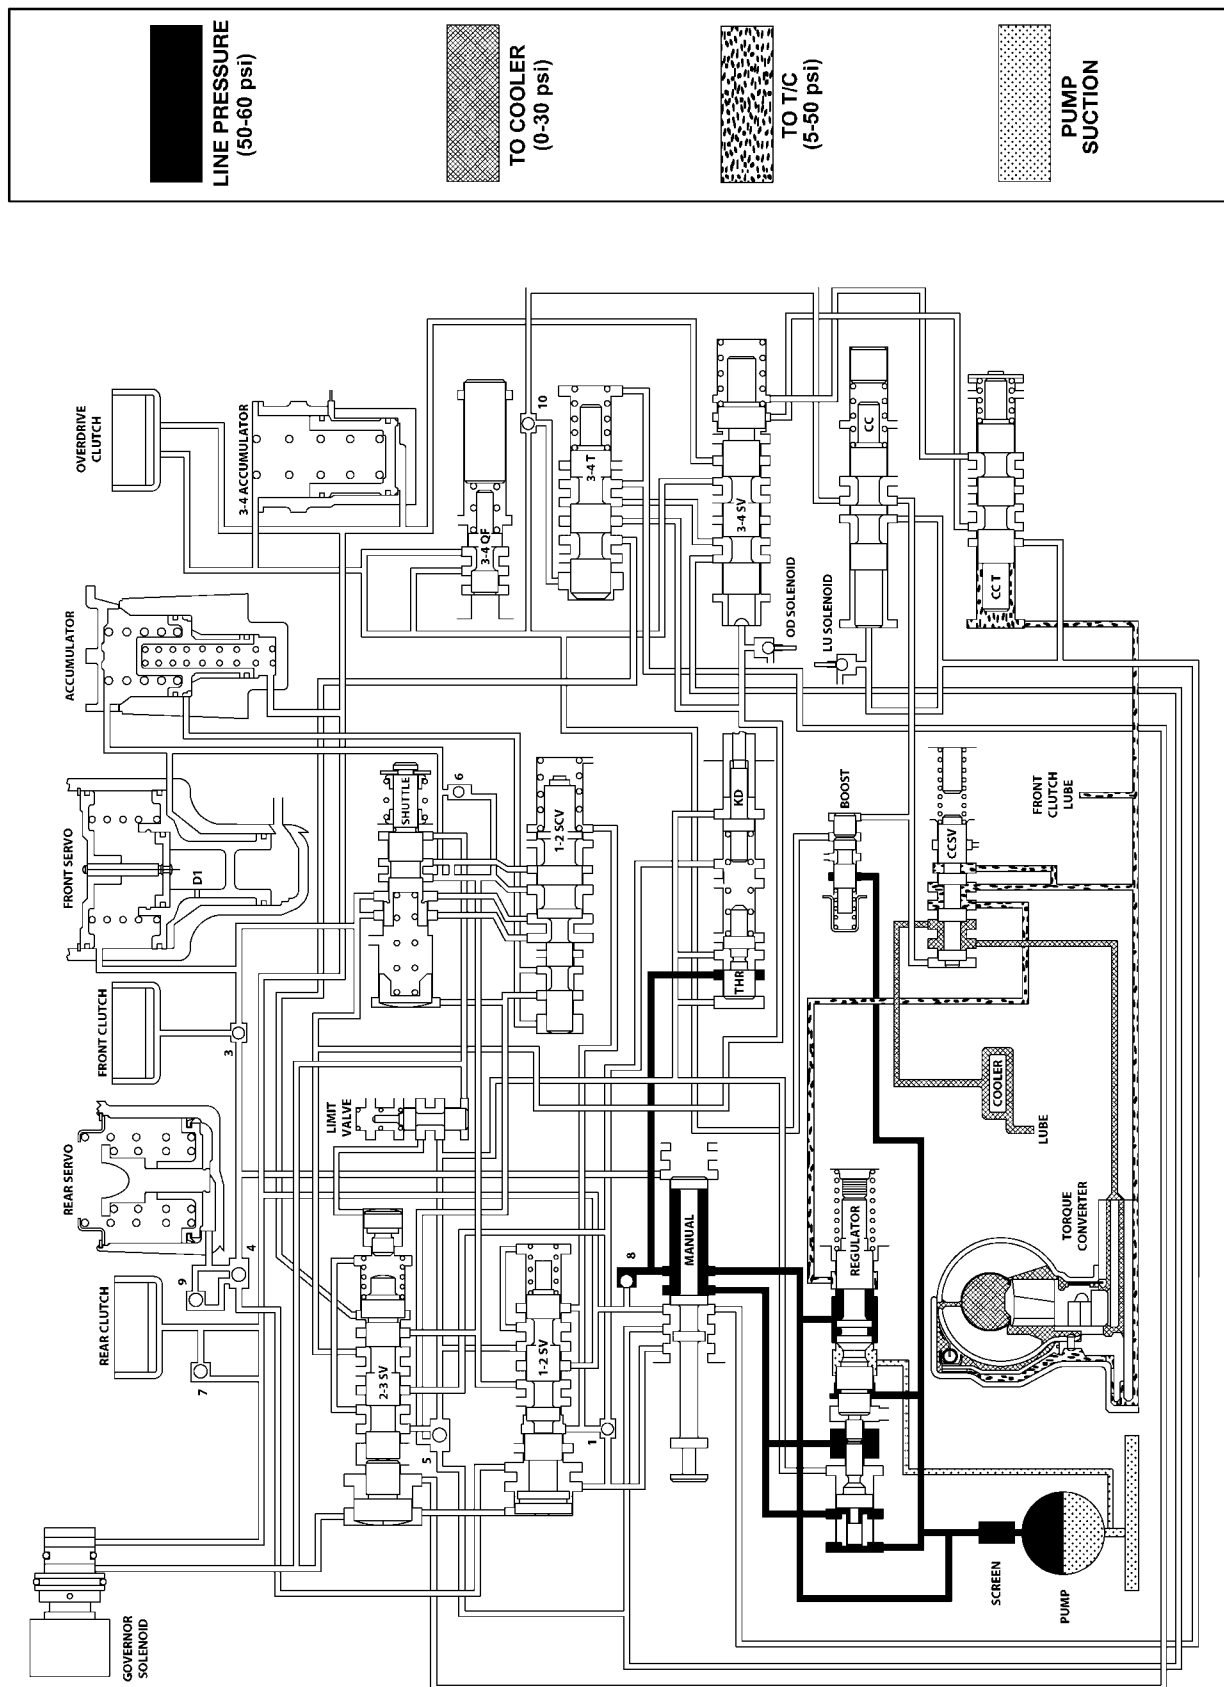 LINE PRESSURE
(50-60 psi)
TO COOLER
(0-30 psi)
TO T/C
(5-50 psi)
PUMP
SUCTION
OVERDRIVE
CLUTCH
3-4 ACCUMULATOR
3-4 QF
10
3-4 T
3-4 SV
OD SOLENOID
LU SOLENOID
CC
CC T
ACCUMULATOR
FRONT SERVO
D1
SHUTTLE
6
1-2 SCV
KD
THR
BOOST
CCSV
FRONT
CLUTCH
LUBE
FRONT CLUTCH
3
LIMIT
VALVE
COOLER
LUBE
REAR SERVO
4
9
REAR CLUTCH
7
2-3 SV
5
1-2 SV
1
8
MANUAL
REGULATOR
TORQUE
CONVERTER
SCREEN
PUMP
GOVERNOR
SOLENOID